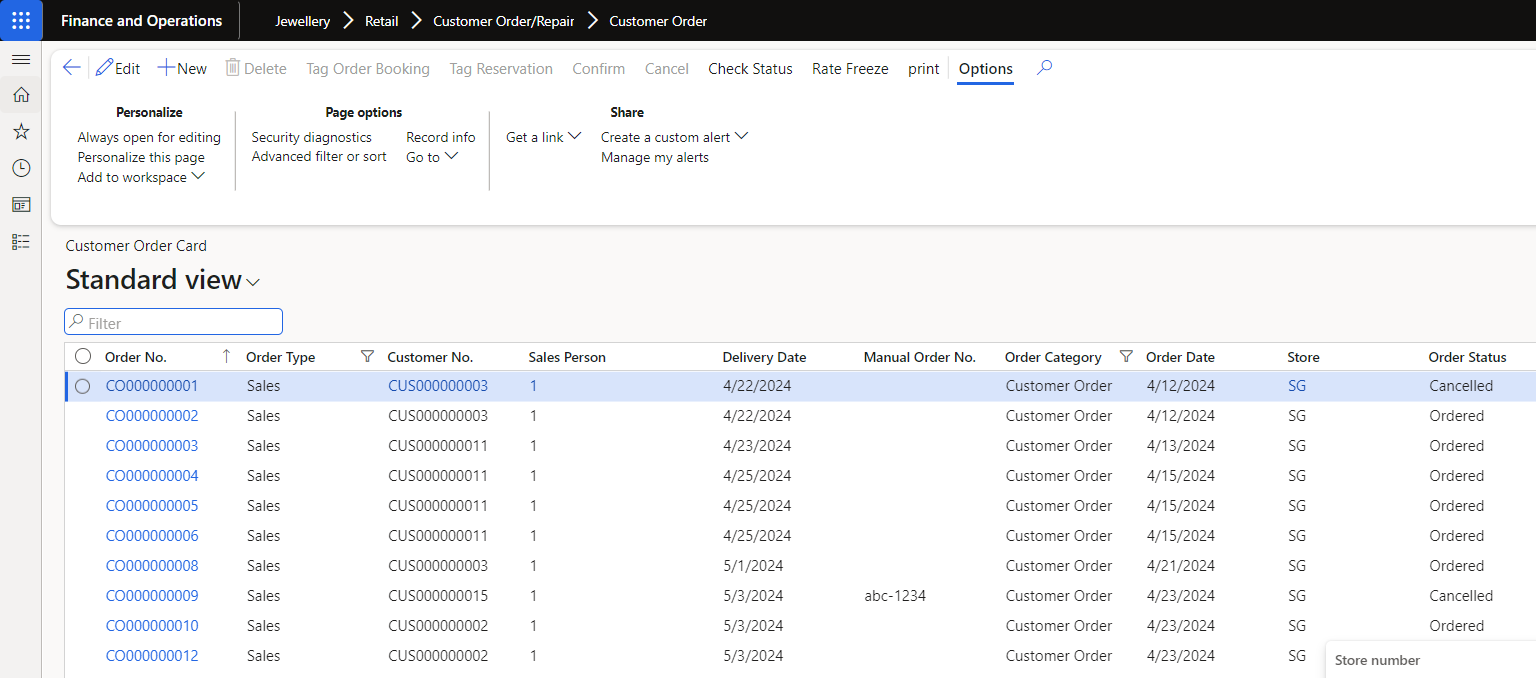 Finance and Operations Jewellery Retail Customer Order/Repair Customer Order
Edit New Delete Tag Order Booking Tag Reservation Confirm Cancel Check Status Rate Freeze print Options
Personalize Page options Share
Always open for editing Security diagnostics Record info Get a link Create a custom alert
Personalize this page Advanced filter or sort Go to Manage my alerts
Add to workspace
Customer Order Card
Standard view
Filter
Order No. Order Type Customer No. Sales Person Delivery Date Manual Order No. Order Category Order Date Store Order Status
CO000000001 Sales CUS000000003 1 4/22/2024 Customer Order 4/12/2024 SG Cancelled
CO000000002 Sales CUS000000003 1 4/22/2024 Customer Order 4/12/2024 SG Ordered
CO000000003 Sales CUS000000011 1 4/23/2024 Customer Order 4/13/2024 SG Ordered
CO000000004 Sales CUS000000011 1 4/25/2024 Customer Order 4/15/2024 SG Ordered
CO000000005 Sales CUS000000011 1 4/25/2024 Customer Order 4/15/2024 SG Ordered
CO000000006 Sales CUS000000011 1 4/25/2024 Customer Order 4/15/2024 SG Ordered
CO000000008 Sales CUS000000003 1 5/1/2024 Customer Order 4/21/2024 SG Ordered
CO000000009 Sales CUS000000015 1 5/3/2024 abc-1234 Customer Order 4/23/2024 SG Cancelled
CO000000010 Sales CUS000000002 1 5/3/2024 Customer Order 4/23/2024 SG Ordered
CO000000012 Sales CUS000000002 1 5/3/2024 Customer Order 4/23/2024 SG Store number